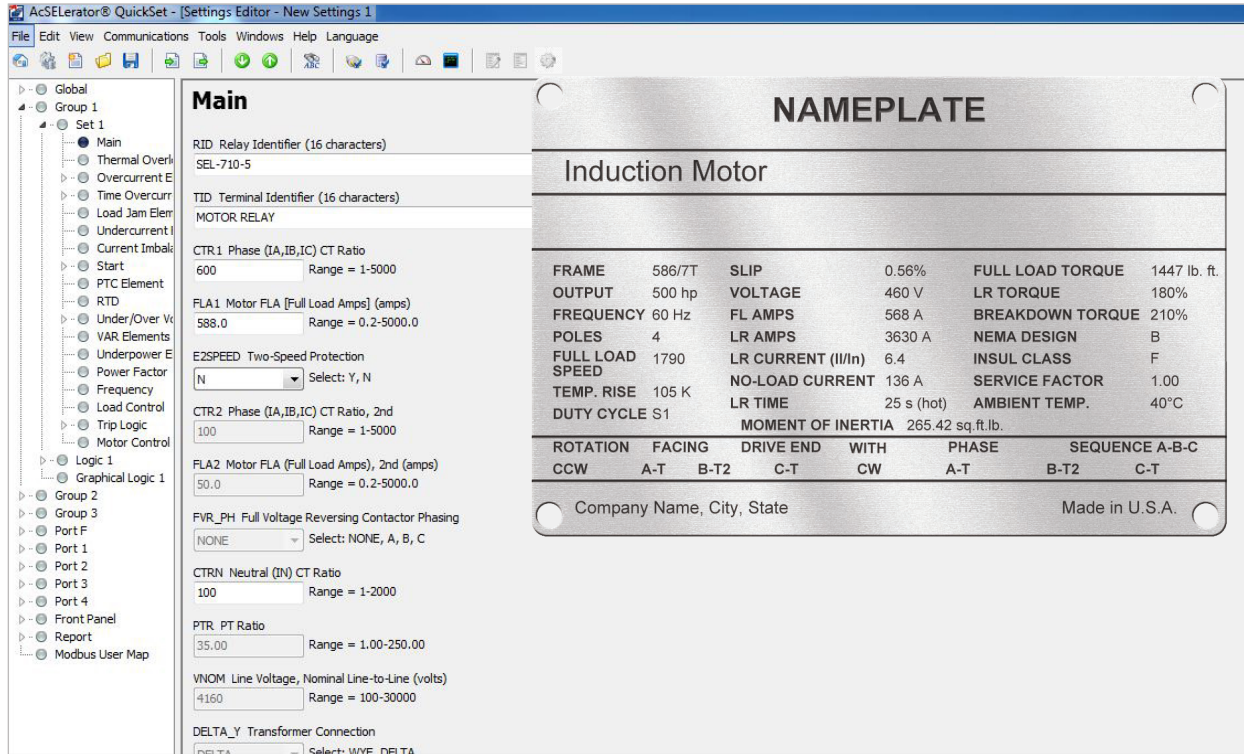 AcSELerator® QuickSet - [Settings Editor - New Settings 1
File Edit View Communications Tools Windows Help Language
Global
Group 1
Set 1
Main
Thermal Overl
Overcurrent E
Time Overcurr
Load Jam Elem
Undercurrent
Current Imbala
Start
PTC Element
RTD
Under/Over Vo
VAR Elements
Underpower E
Power Factor
Frequency
Load Control
Trip Logic
Motor Control
Logic 1
Graphical Logic 1
Group 2
Group 3
Port F
Port 1
Port 2
Port 3
Port 4
Front Panel
Report
Modbus User Map
Main
RID Relay Identifier (16 characters)
SEL-710-5
TID Terminal Identifier (16 characters)
MOTOR RELAY
CTR1 Phase (IA,IB,IC) CT Ratio
600 Range = 1-5000
FLA1 Motor FLA [Full Load Amps] (amps)
588.0 Range = 0.2-5000.0
E2SPEED Two-Speed Protection
N Select: Y, N
CTR2 Phase (IA,IB,IC) CT Ratio, 2nd
100 Range = 1-5000
FLA2 Motor FLA (Full Load Amps), 2nd (amps)
50.0 Range = 0.2-5000.0
FVR_PH Full Voltage Reversing Contactor Phasing
NONE Select: NONE, A, B, C
CTRN Neutral (IN) CT Ratio
100 Range = 1-2000
PTR PT Ratio
35.00 Range = 1.00-250.00
VNOM Line Voltage, Nominal Line-to-Line (volts)
4160 Range = 100-30000
DELTA_Y Transformer Connection
DELTA Select: WYE, DELTA
NAMEPLATE
Induction Motor
FRAME 586/7T SLIP 0.56% FULL LOAD TORQUE 1447 lb. ft.
OUTPUT 500 hp VOLTAGE 460 V LR TORQUE 180%
FREQUENCY 60 Hz FL AMPS 568 A BREAKDOWN TORQUE 210%
POLES 4 LR AMPS 3630 A NEMA DESIGN B
FULL LOAD SPEED 1790 LR CURRENT (II/In) 6.4 INSUL CLASS F
TEMP. RISE 105 K NO-LOAD CURRENT 136 A SERVICE FACTOR 1.00
DUTY CYCLE S1 LR TIME 25 s (hot) AMBIENT TEMP. 40°C
MOMENT OF INERTIA 265.42 sq.ft.lb.
ROTATION FACING DRIVE END WITH PHASE SEQUENCE A-B-C
CCW A-T B-T2 C-T CW A-T B-T2 C-T
Company Name, City, State Made in U.S.A.